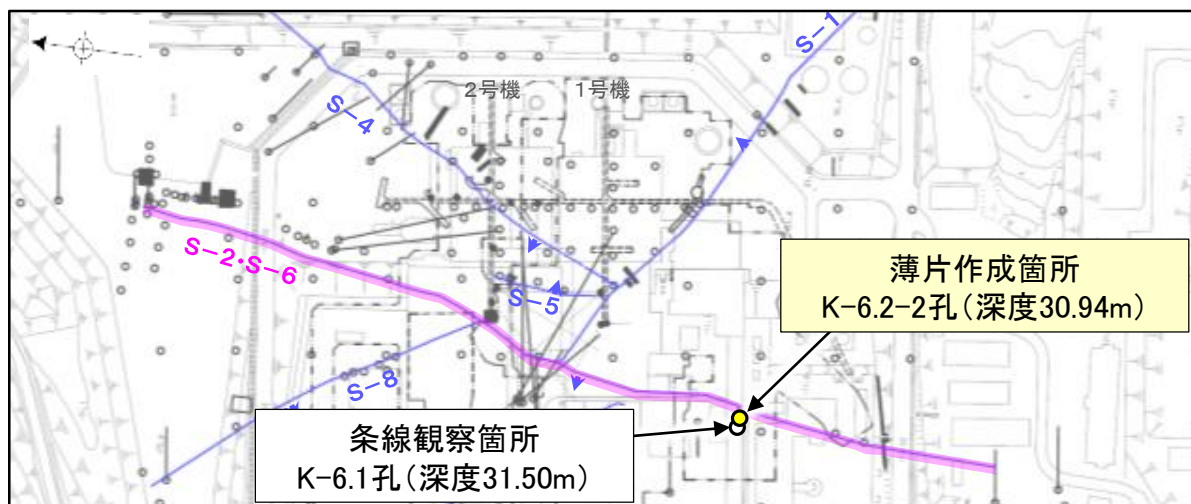 S-1
2号機
1号機
S-4
S-2・S-6
S-5
薄片作成箇所
K-6.2-2孔(深度30.94m)
S-8
条線観察箇所
K-6.1孔(深度31.50m)